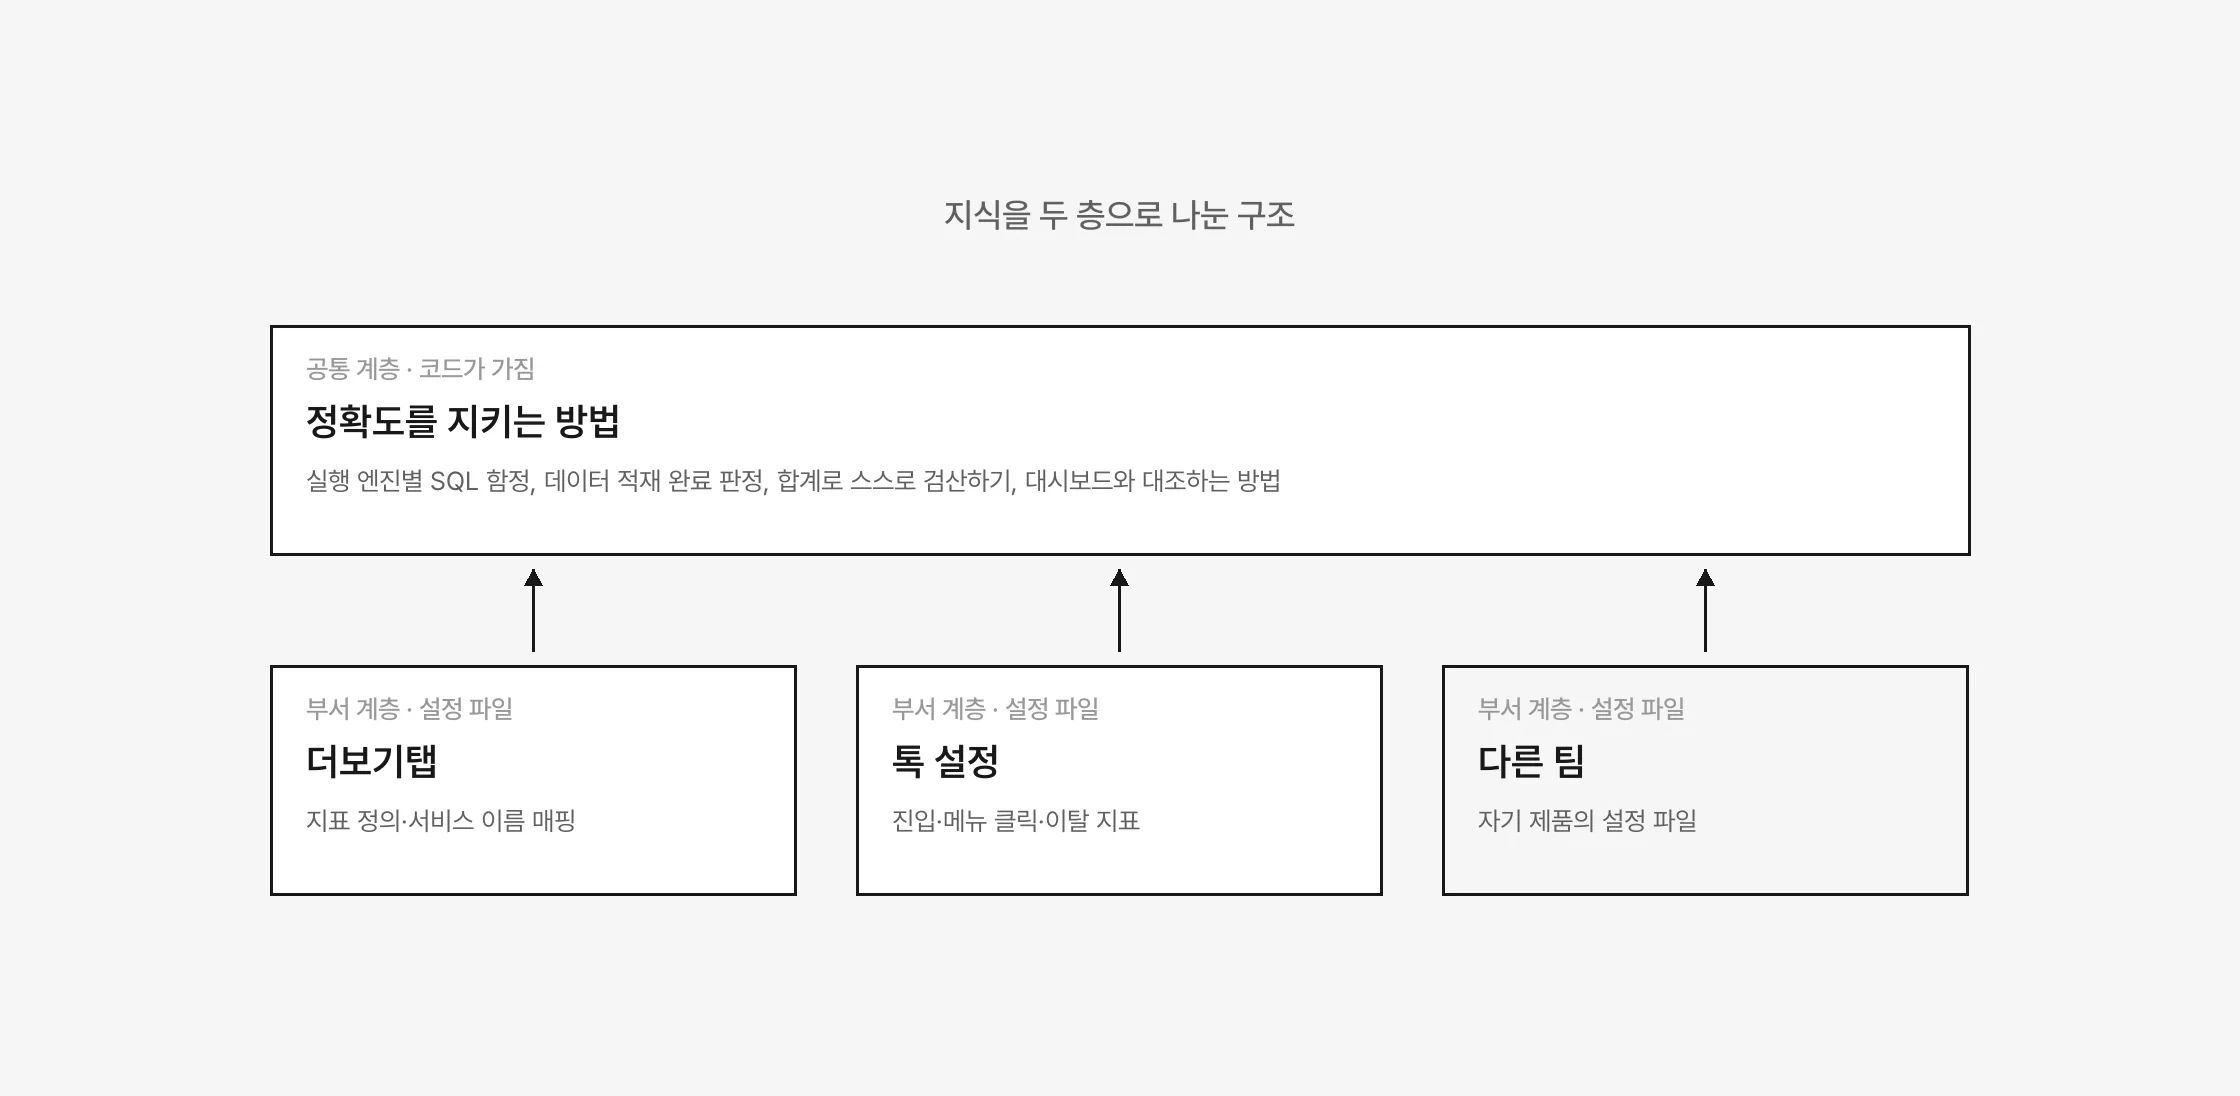 지식을 두 층으로 나눈 구조
공통 계층 · 코드가 가짐
정확도를 지키는 방법
실행 엔진별 SQL 함정, 데이터 적재 완료 판정, 합계로 스스로 검산하기, 대시보드와 대조하는 방법
부서 계층 · 설정 파일
더보기탭
지표 정의·서비스 이름 매핑
부서 계층 · 설정 파일
톡 설정
진입·메뉴 클릭·이탈 지표
부서 계층 · 설정 파일
다른 팀
자기 제품의 설정 파일